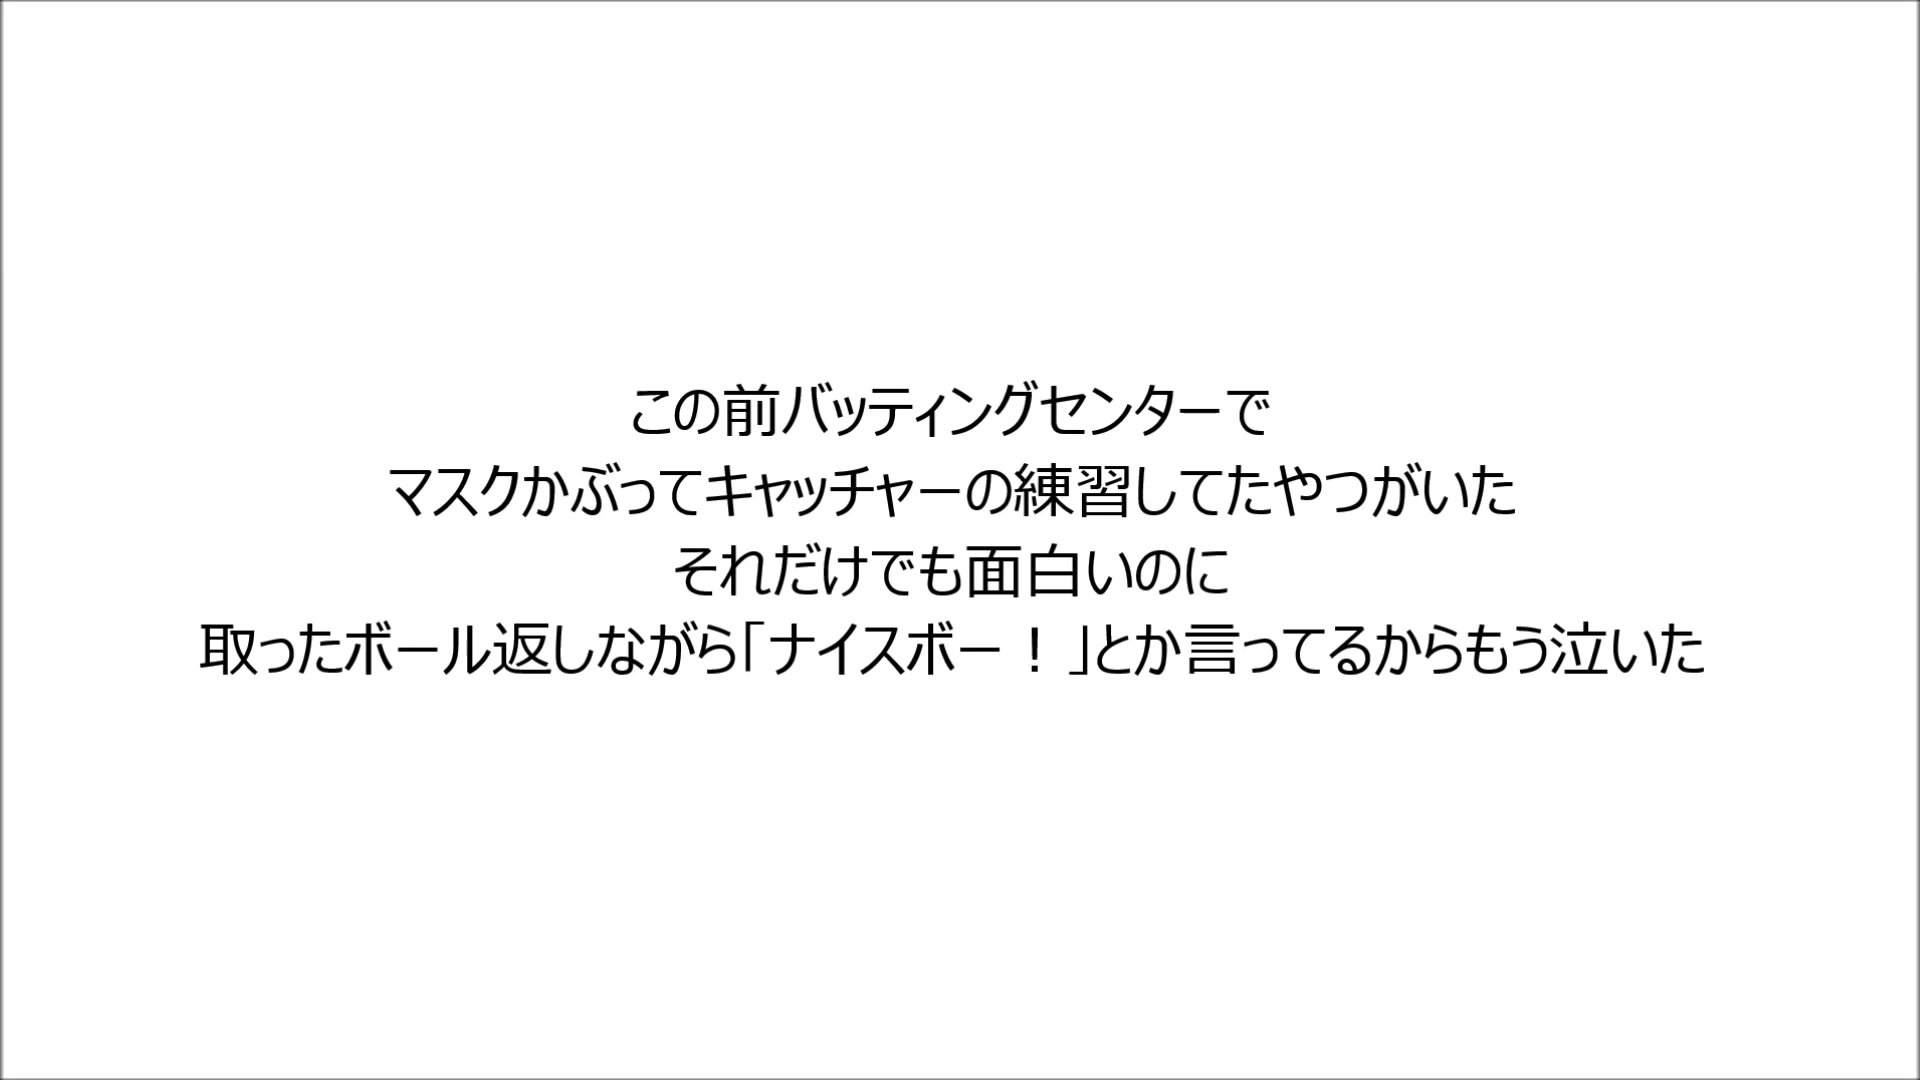 この前バッティングセンターで
マスクかぶってキャッチャーの練習してたやつがいた
それだけでも面白いのに
取ったボール返しながら「ナイスボー！」とか言ってるからもう泣いた